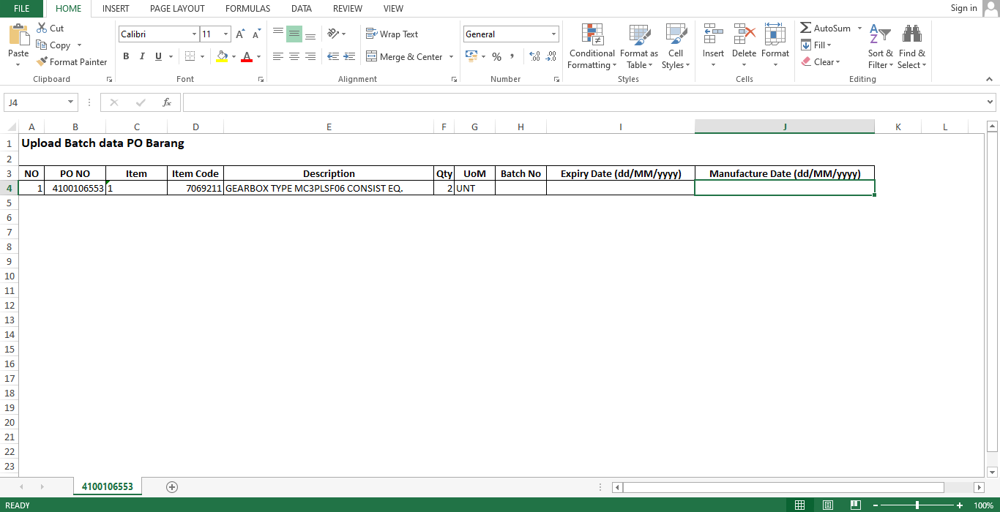 FILE HOME INSERT PAGE LAYOUT FORMULAS DATA REVIEW VIEW Sign in
Cut
Copy
Format Painter
Paste
Clipboard
Calibri 11
B I U A
Font
Wrap Text
Merge & Center
Alignment
General
% ,
Number
Conditional Formatting
Format as Table
Cell Styles
Styles
Insert Delete Format
Cells
AutoSum
Fill
Clear
Sort & Filter
Find & Select
Editing
J4 fx
A B C D E F G H I J K L
1 Upload Batch data PO Barang
2
3 NO PO NO Item Item Code Description Qty UoM Batch No Expiry Date (dd/MM/yyyy) Manufacture Date (dd/MM/yyyy)
4 1 4100106553 1 7069211 GEARBOX TYPE MC3PLSF06 CONSIST EQ. 2 UNT
5
6
7
8
9
10
11
12
13
14
15
16
17
18
19
20
21
22
23
4100106553
READY 100%